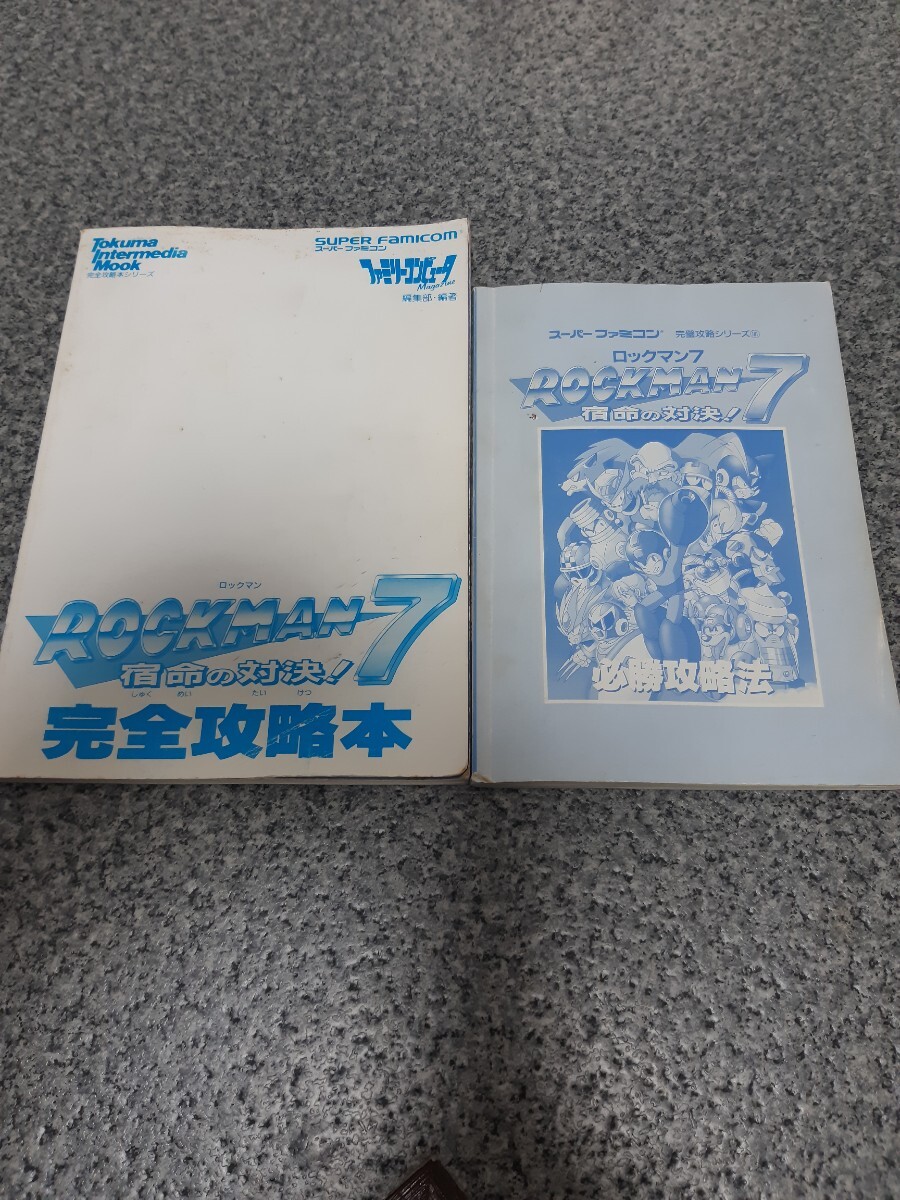 Tokuma
Intermedia
Mook
完全攻略本シリーズ
SUPER Famicom
スーパーファミコン
ファミリーコンピュータ
Magazine
編集部・編著
ロックマン
ROCKMAN 7
宿命の対決!
しゅく めい たい けつ
完全攻略本
スーパーファミコン 完璧攻略シリーズ
ロックマン7
ROCKMAN 7
宿命の対決!
必勝攻略法